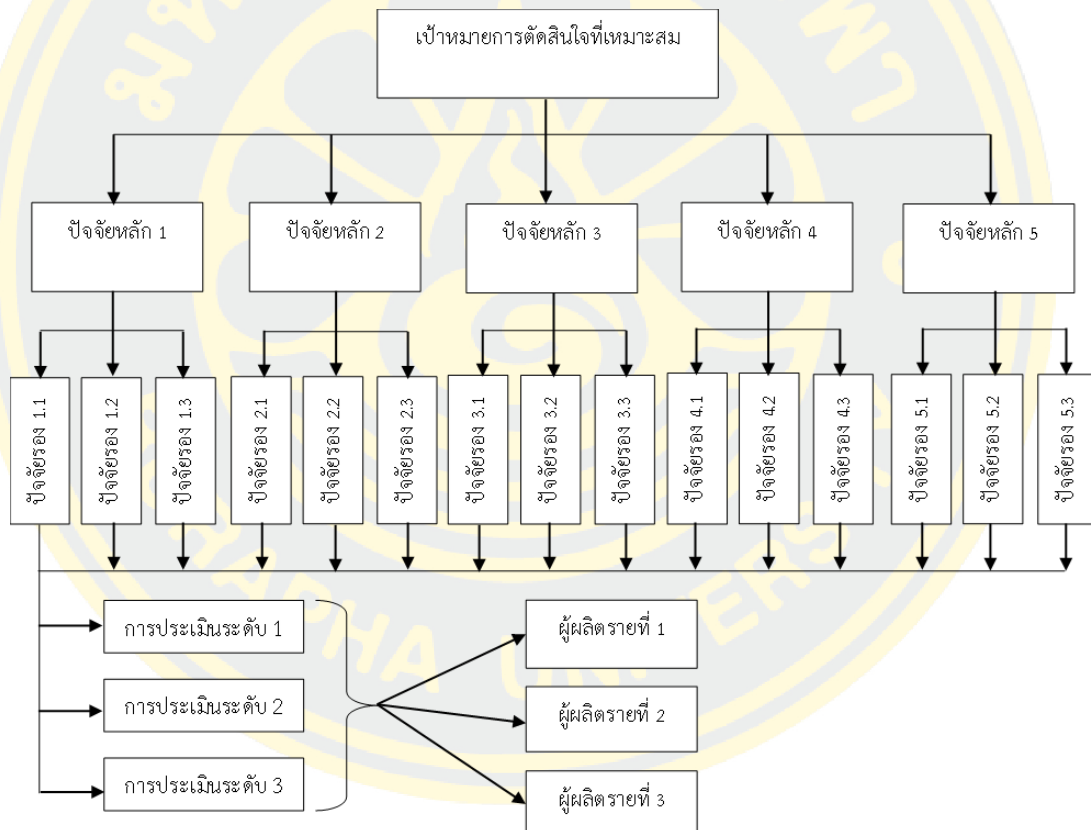 เป้าหมายการตัดสินใจที่เหมาะสม
ปัจจัยหลัก 1
ปัจจัยหลัก 2
ปัจจัยหลัก 3
ปัจจัยหลัก 4
ปัจจัยหลัก 5
ปัจจัยรอง 1.1
ปัจจัยรอง 1.2
ปัจจัยรอง 1.3
ปัจจัยรอง 2.1
ปัจจัยรอง 2.2
ปัจจัยรอง 2.3
ปัจจัยรอง 3.1
ปัจจัยรอง 3.2
ปัจจัยรอง 3.3
ปัจจัยรอง 4.1
ปัจจัยรอง 4.2
ปัจจัยรอง 4.3
ปัจจัยรอง 5.1
ปัจจัยรอง 5.2
ปัจจัยรอง 5.3
การประเมินระดับ 1
การประเมินระดับ 2
การประเมินระดับ 3
ผู้ผลิตรายที่ 1
ผู้ผลิตรายที่ 2
ผู้ผลิตรายที่ 3